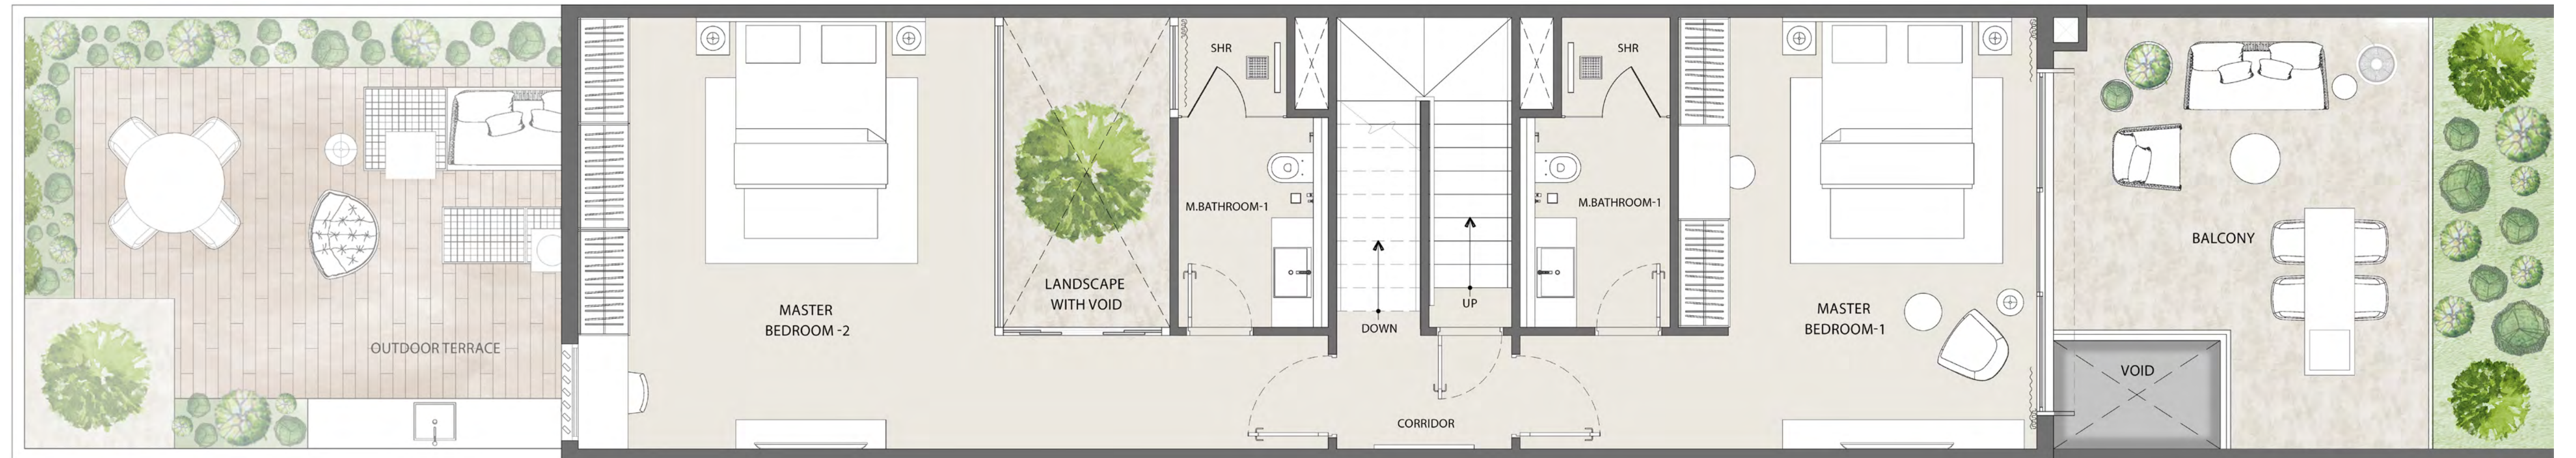 OUTDOOR TERRACE
MASTER
BEDROOM -2
LANDSCAPE
WITH VOID
SHR
M.BATHROOM-1
DOWN
UP
CORRIDOR
SHR
M.BATHROOM-1
MASTER
BEDROOM-1
BALCONY
VOID